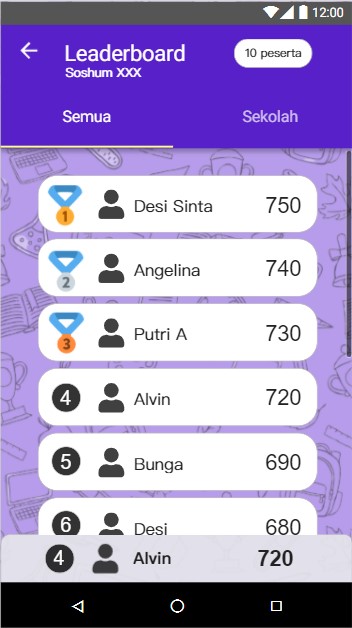 12:00
Leaderboard
10 peserta
Soshum XXX
Semua
Sekolah
1 Desi Sinta 750
2 Angelina 740
3 Putri A 730
4 Alvin 720
5 Bunga 690
6 Desi 680
4 Alvin 720